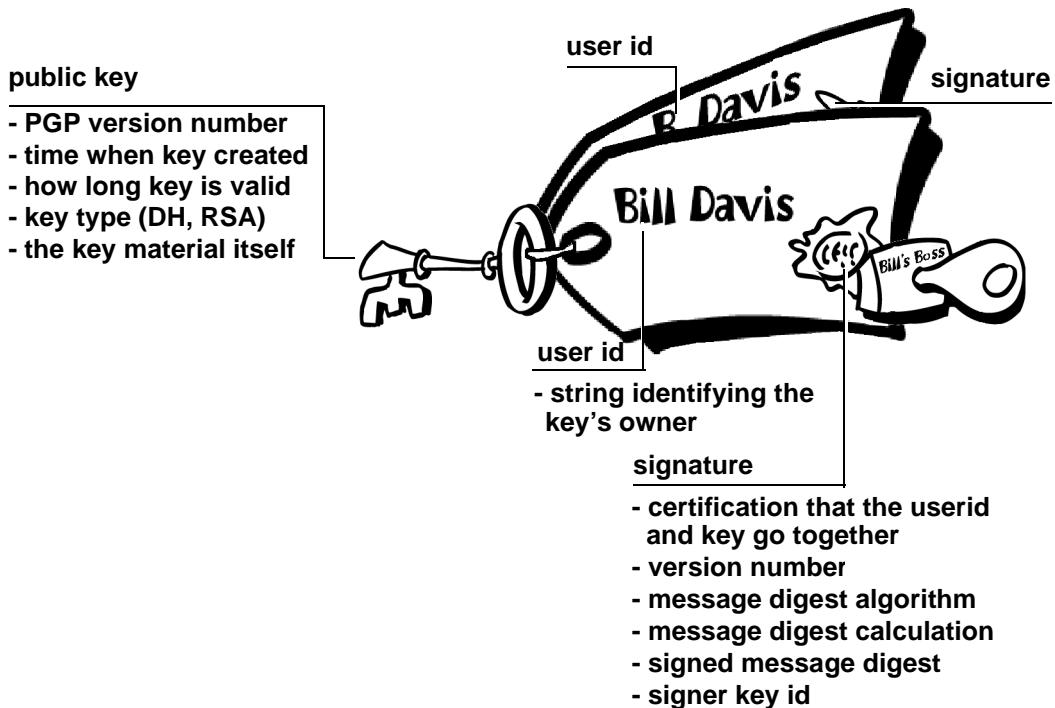 user id
public key
signature
- PGP version number
- time when key created
- how long key is valid
- key type (DH, RSA)
- the key material itself
B. Davis
Bill Davis
Bill's Boss
user id
- string identifying the
key’s owner
signature
- certification that the userid
and key go together
- version number
- message digest algorithm
- message digest calculation
- signed message digest
- signer key id